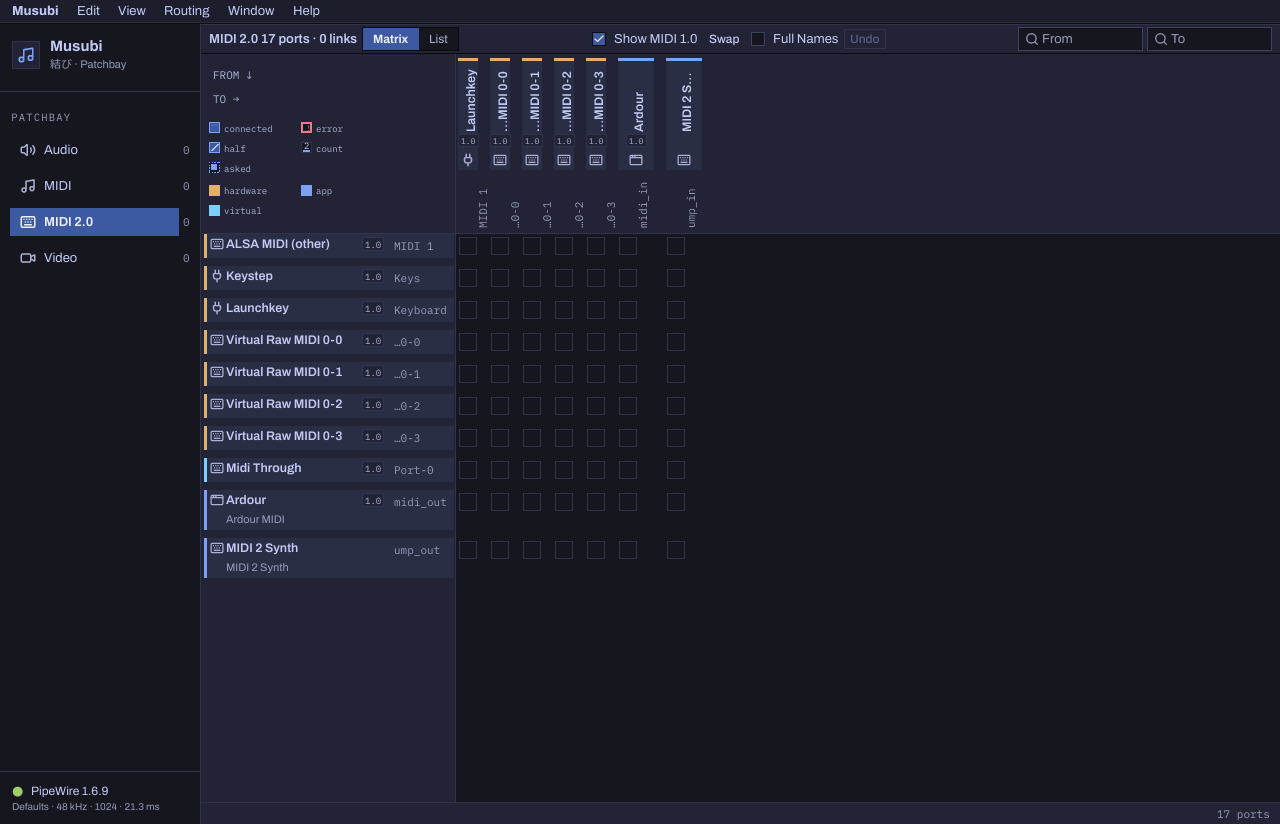 Musubi Edit View Routing Window Help
Musubi
結び · Patchbay
MIDI 2.0 17 ports · 0 links Matrix List Show MIDI 1.0 Swap Full Names Undo From To
PATCHBAY
Audio 0
MIDI 0
MIDI 2.0 0
Video 0
FROM ↓
TO →
connected error
half 2 count
asked
hardware app
virtual
Launchkey …MIDI 0-0 …MIDI 0-1 …MIDI 0-2 …MIDI 0-3 Ardour MIDI 2 S…
1.0 1.0 1.0 1.0 1.0 1.0
MIDI 1 …0-0 …0-1 …0-2 …0-3 midi_in ump_in
ALSA MIDI (other) 1.0 MIDI 1
Keystep 1.0 Keys
Launchkey 1.0 Keyboard
Virtual Raw MIDI 0-0 1.0 …0-0
Virtual Raw MIDI 0-1 1.0 …0-1
Virtual Raw MIDI 0-2 1.0 …0-2
Virtual Raw MIDI 0-3 1.0 …0-3
Midi Through 1.0 Port-0
Ardour 1.0 midi_out
Ardour MIDI
MIDI 2 Synth ump_out
MIDI 2 Synth
PipeWire 1.6.9
Defaults · 48 kHz · 1024 · 21.3 ms
17 ports